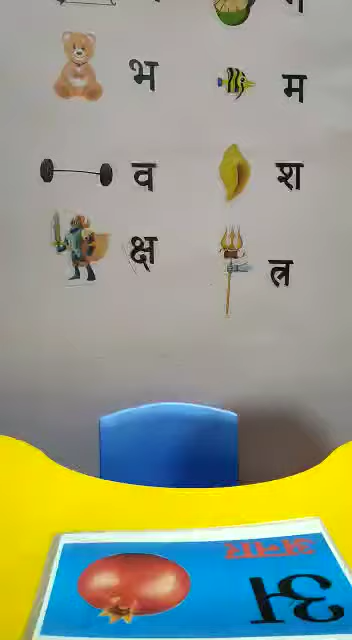 भ म
व श
क्ष त्र
अनार
अ